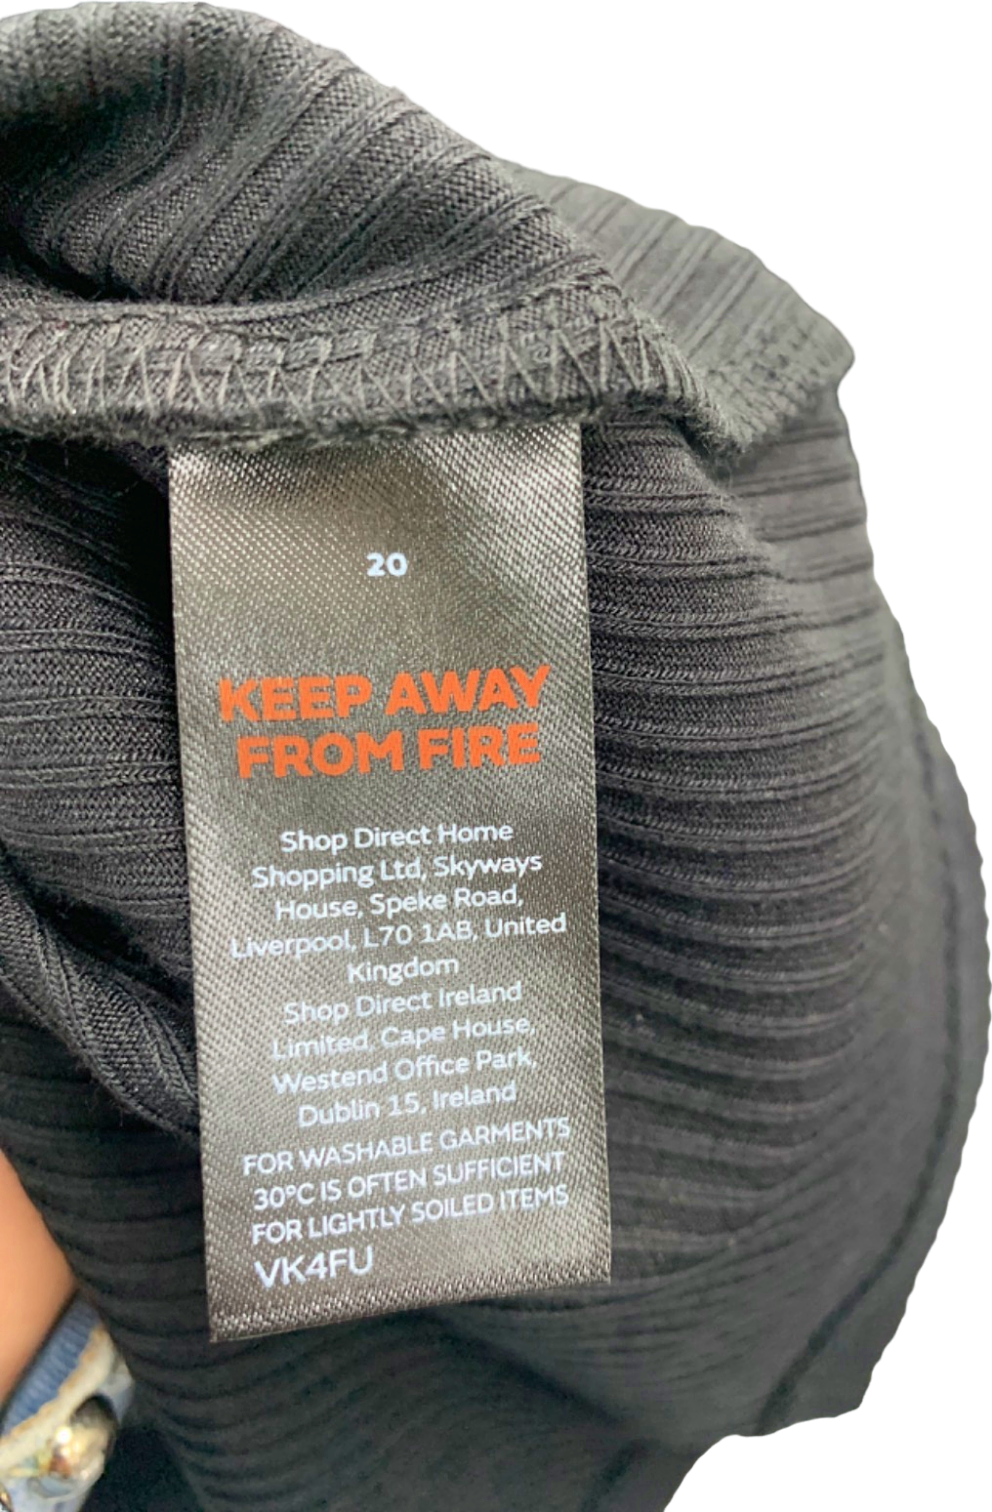 20
KEEP AWAY
FROM FIRE
Shop Direct Home
Shopping Ltd, Skyways
House, Speke Road,
Liverpool, L70 1AB, United
Kingdom
Shop Direct Ireland
Limited, Cape House,
Westend Office Park,
Dublin 15, Ireland
FOR WASHABLE GARMENTS
30°C IS OFTEN SUFFICIENT
FOR LIGHTLY SOILED ITEMS
VK4FU